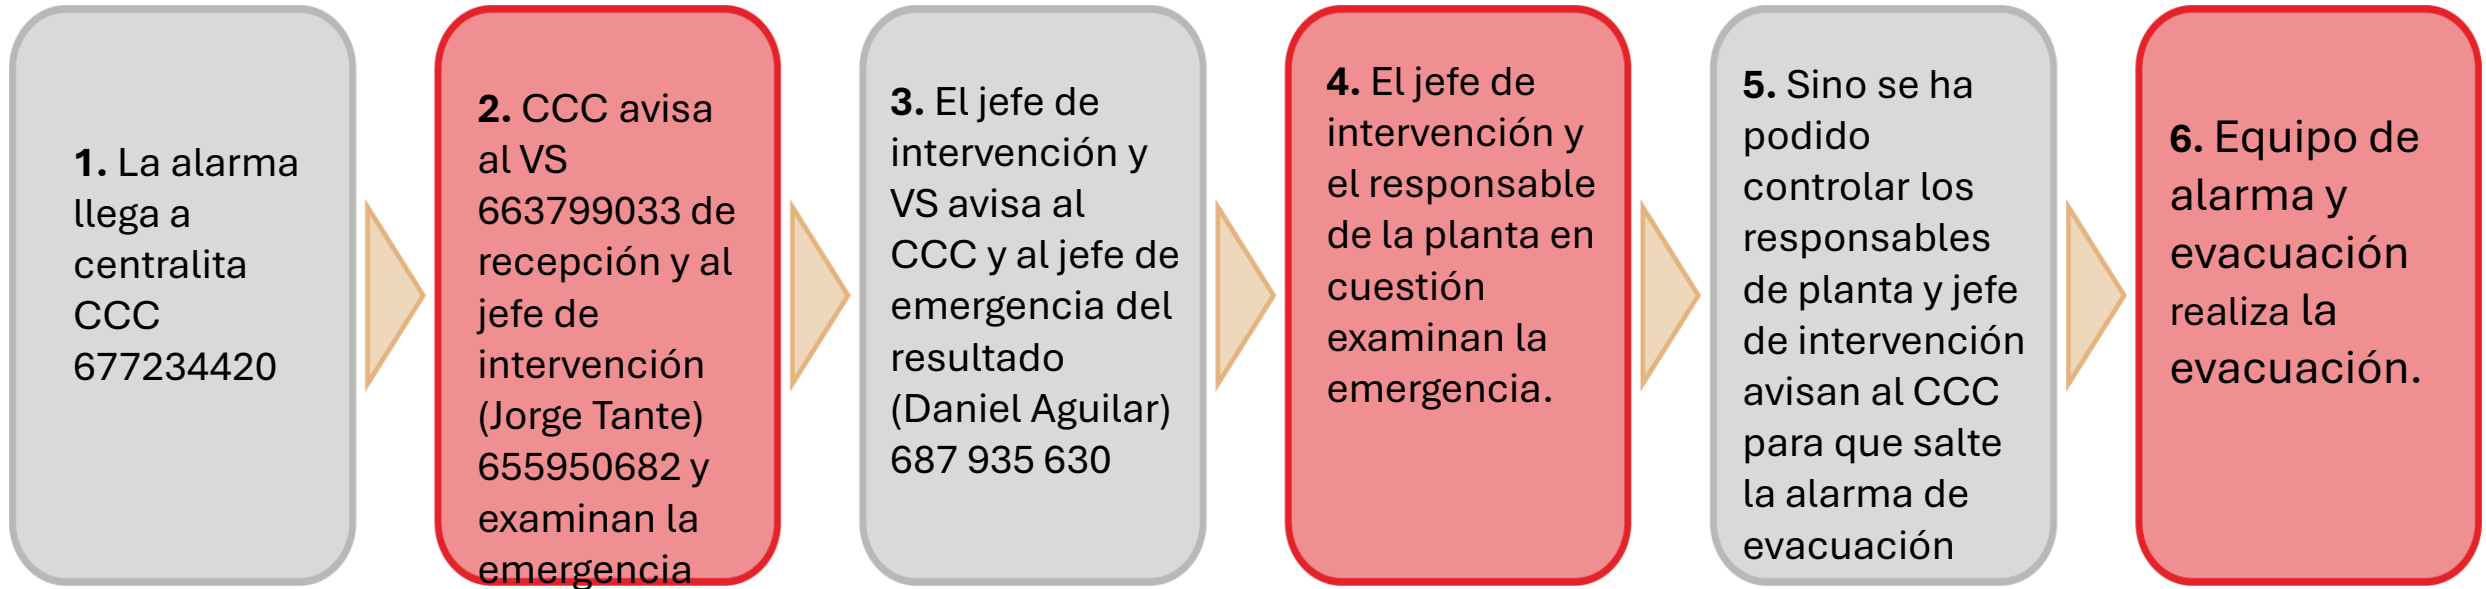 1. La alarma
llega a
centralita
CCC
677234420
2. CCC avisa
al VS
663799033 de
recepción y al
jefe de
intervención
(Jorge Tante)
655950682 y
examinan la
emergencia
3. El jefe de
intervención y
VS avisa al
CCC y al jefe de
emergencia del
resultado
(Daniel Aguilar)
687 935 630
4. El jefe de
intervención y
el responsable
de la planta en
cuestión
examinan la
emergencia.
5. Sino se ha
podido
controlar los
responsables
de planta y jefe
de intervención
avisan al CCC
para que salte
la alarma de
evacuación
6. Equipo de
alarma y
evacuación
realiza la
evacuación.